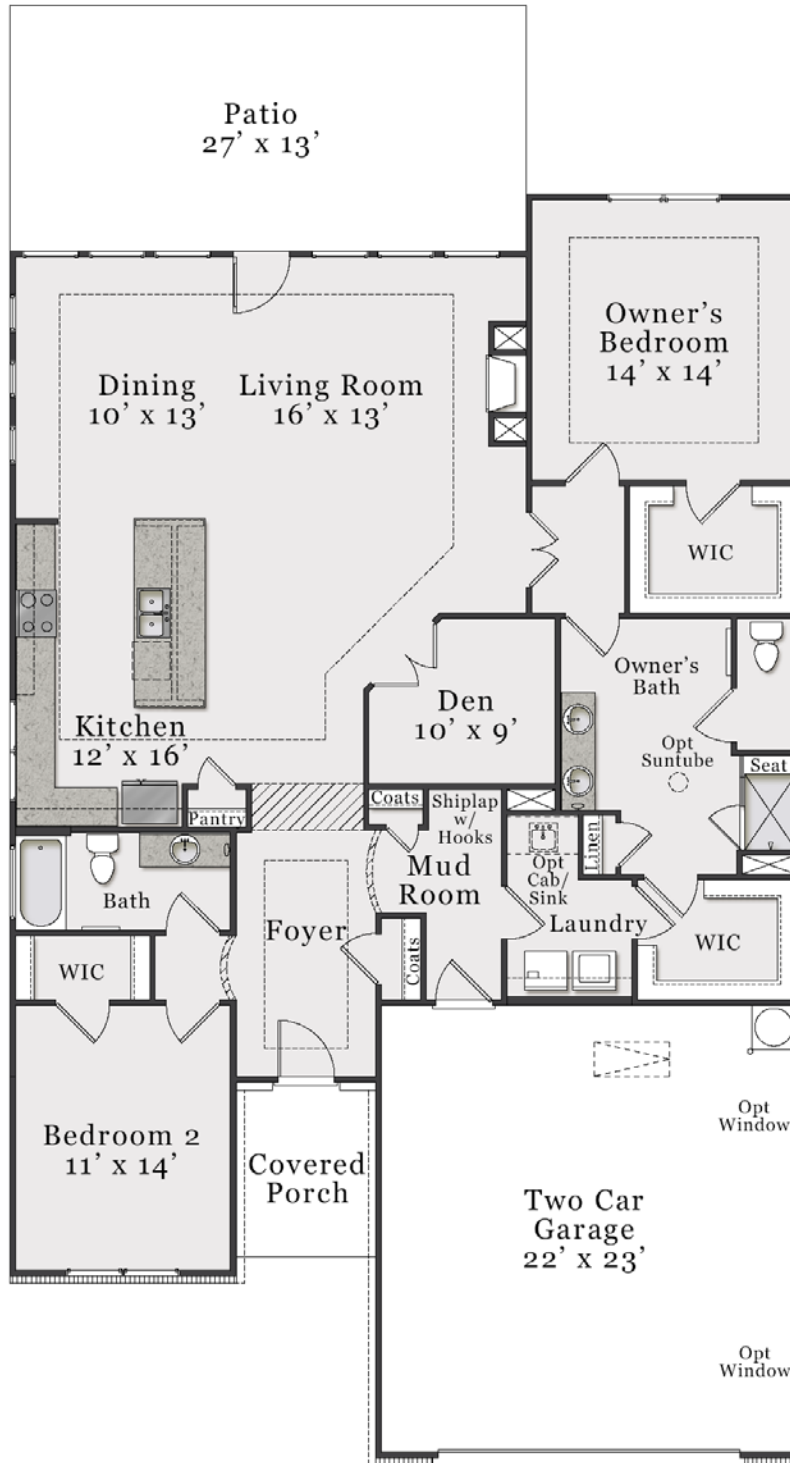 Patio
27’ x 13’
Owner’s
Bedroom
14’ x 14’
Dining
10’ x 13’
Living Room
16’ x 13’
WIC
Owner’s
Bath
Den
10’ x 9’
Kitchen
12’ x 16’
Opt
Suntube
Seat
Pantry
Coats
Shiplap
w/
Hooks
Mud
Room
Opt
Cab/
Sink
Linen
Laundry
WIC
Bath
Foyer
Coats
WIC
Bedroom 2
11’ x 14’
Covered
Porch
Opt
Window
Two Car
Garage
22’ x 23’
Opt
Window